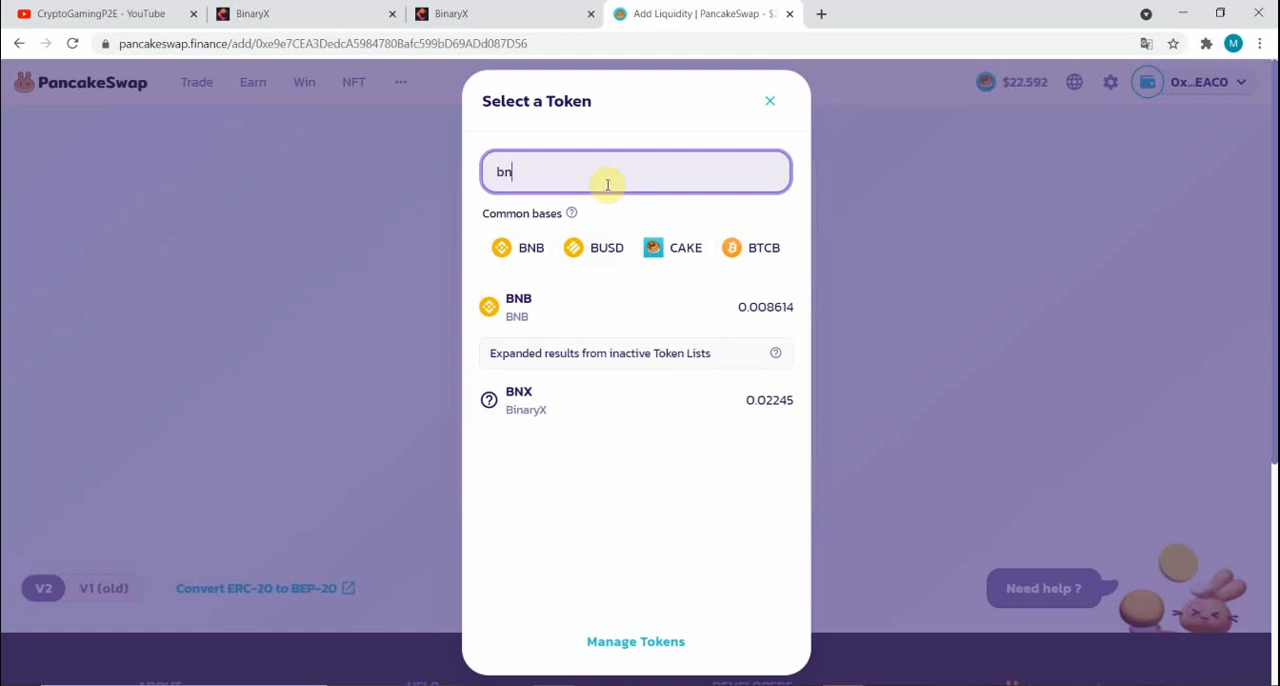 CryptoGamingP2E - YouTube
BinaryX
BinaryX
Add Liquidity | PancakeSwap - $2
pancakeswap.finance/add/0xe9e7CEA3DedcA5984780Bafc599bD69ADd087D56
M
PancakeSwap
Trade
Earn
Win
NFT
$22.592
0x...EAC0
Select a Token
bn
Common bases
BNB
BUSD
CAKE
BTCB
BNB
BNB
0.008614
Expanded results from inactive Token Lists
BNX
BinaryX
0.02245
Manage Tokens
V2
V1 (old)
Convert ERC-20 to BEP-20
Need help ?